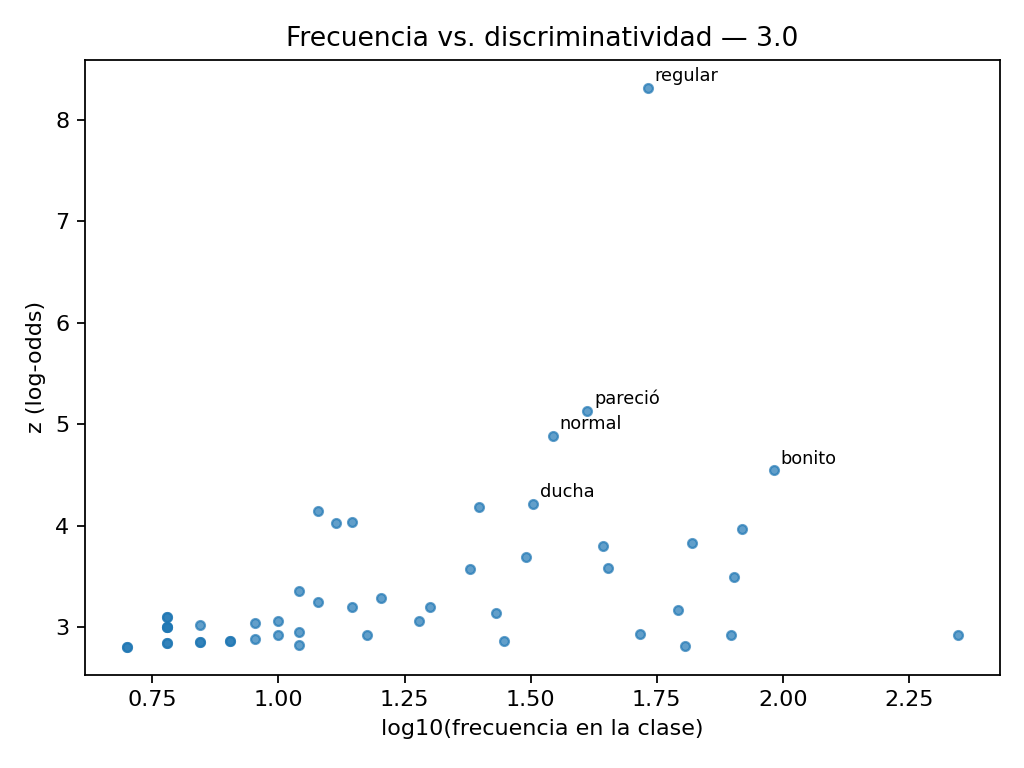 Frecuencia vs. discriminatividad — 3.0
regular
8
7
6
pareció
5
normal
bonito
ducha
4
3
z (log-odds)
0.75 1.00 1.25 1.50 1.75 2.00 2.25
log10(frecuencia en la clase)